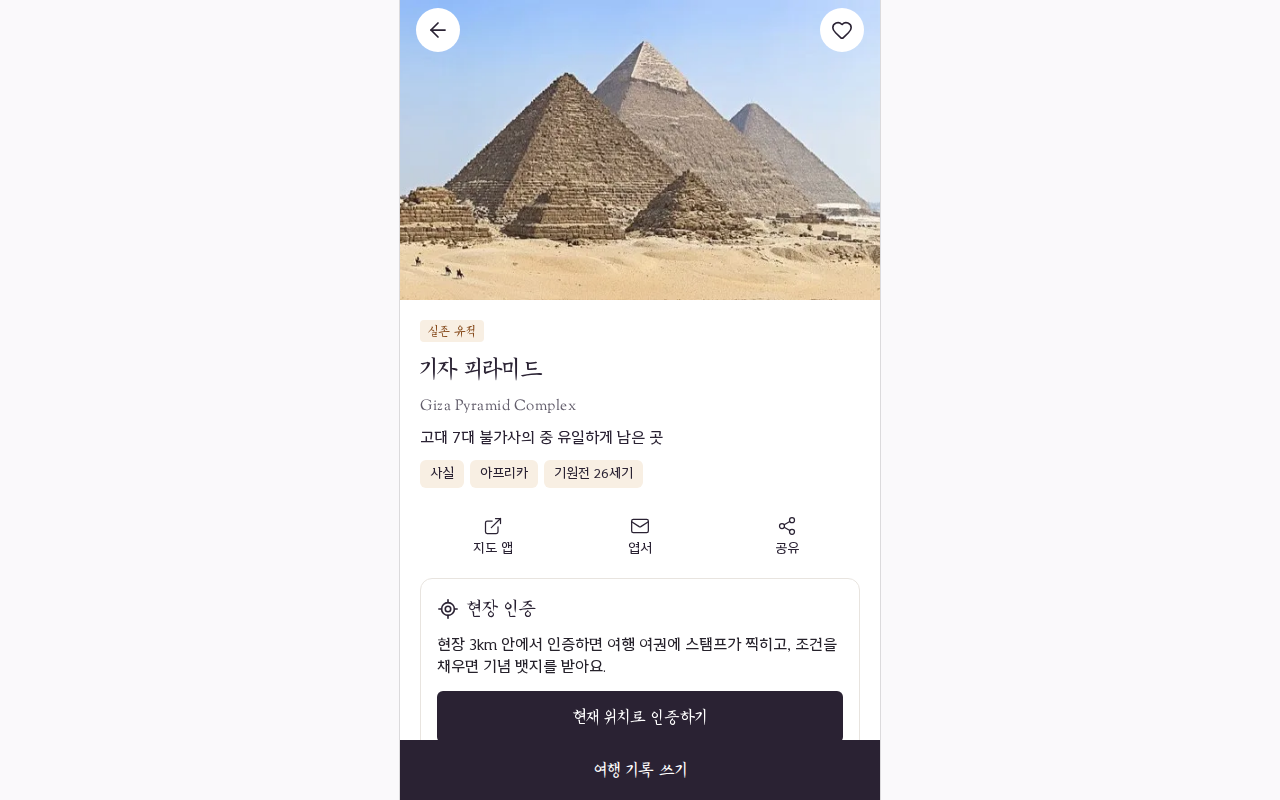 실존 유적
기자 피라미드
Giza Pyramid Complex
고대 7대 불가사의 중 유일하게 남은 곳
사실 아프리카 기원전 26세기
지도 앱 엽서 공유
현장 인증
현장 3km 안에서 인증하면 여행 여권에 스탬프가 찍히고, 조건을
채우면 기념 뱃지를 받아요.
현재 위치로 인증하기
여행 기록 쓰기